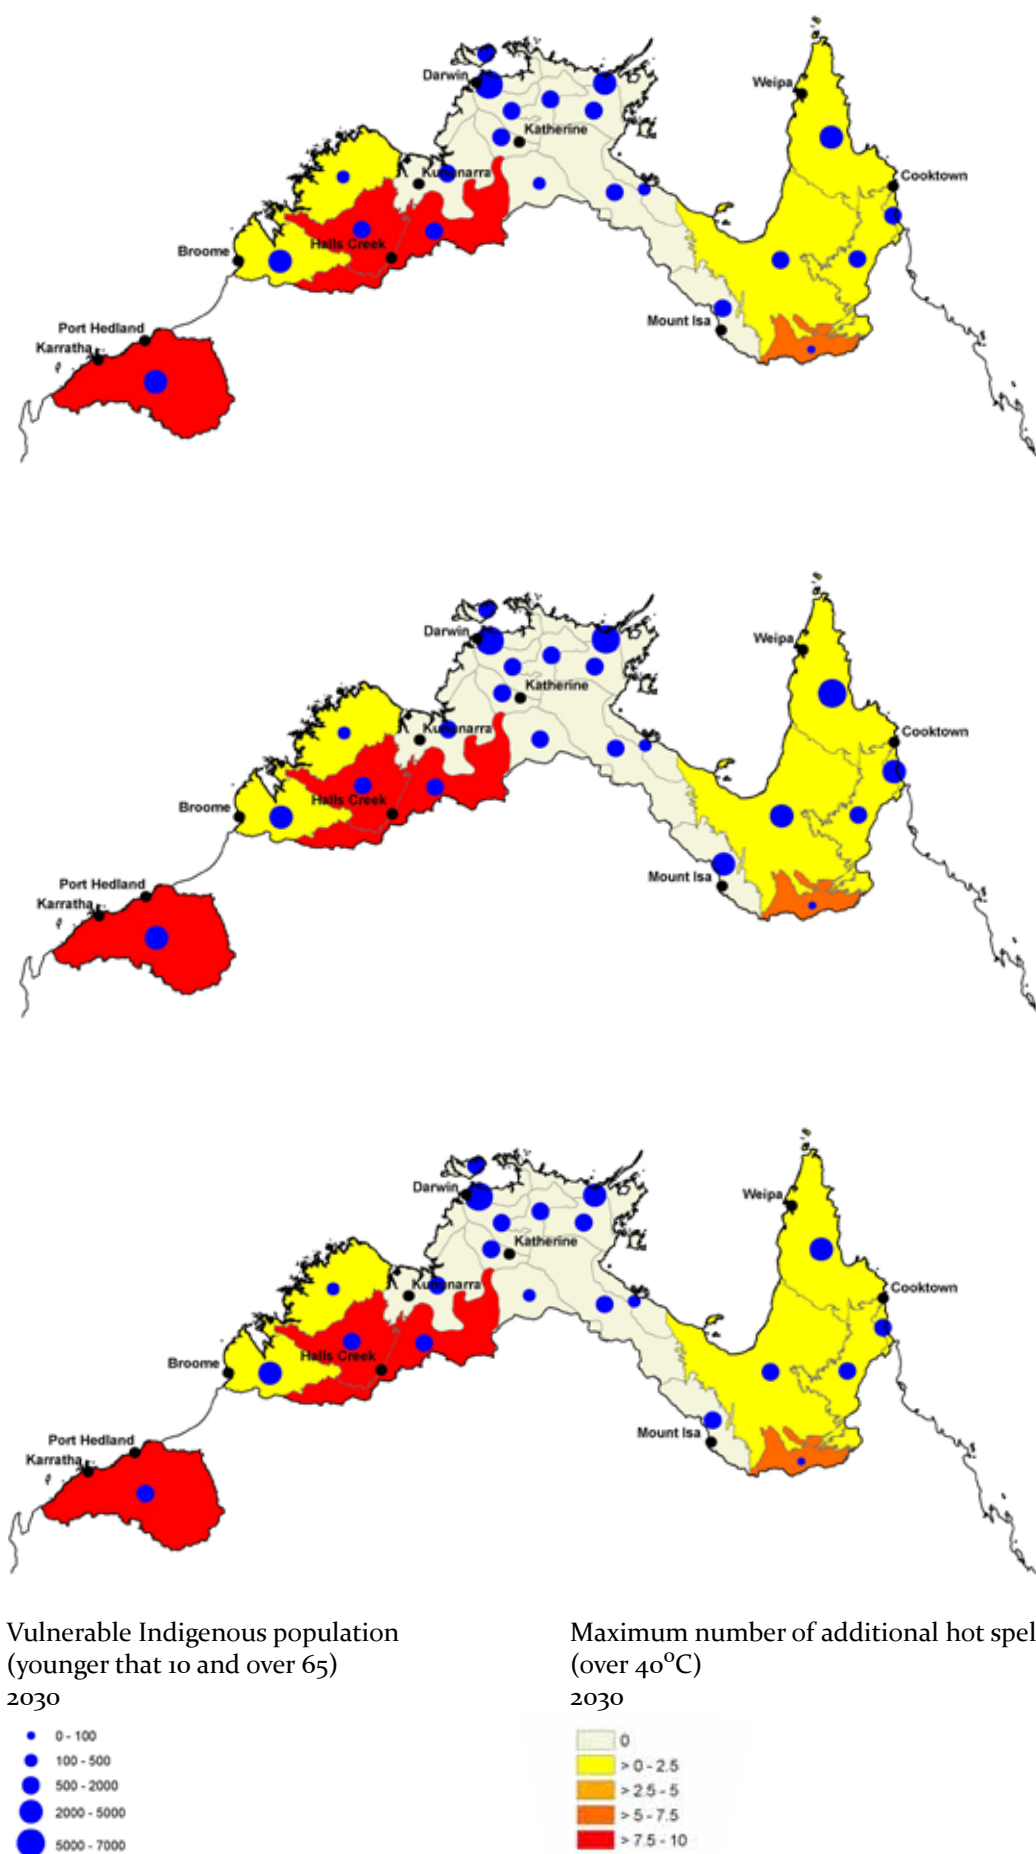 Darwin
Weipa
Katherine
Kununarra
Cooktown
Broome
Halls Creek
Port Hedland
Karratha
Mount Isa
Darwin
Weipa
Katherine
Kununarra
Cooktown
Broome
Halls Creek
Port Hedland
Karratha
Mount Isa
Darwin
Weipa
Katherine
Kununarra
Cooktown
Broome
Halls Creek
Port Hedland
Karratha
Mount Isa
Vulnerable Indigenous population
(younger that 10 and over 65)
2030
0 - 100
100 - 500
500 - 2000
2000 - 5000
5000 - 7000
Maximum number of additional hot spel
(over 40°C)
2030
0
> 0 - 2.5
> 2.5 - 5
> 5 - 7.5
> 7.5 - 10